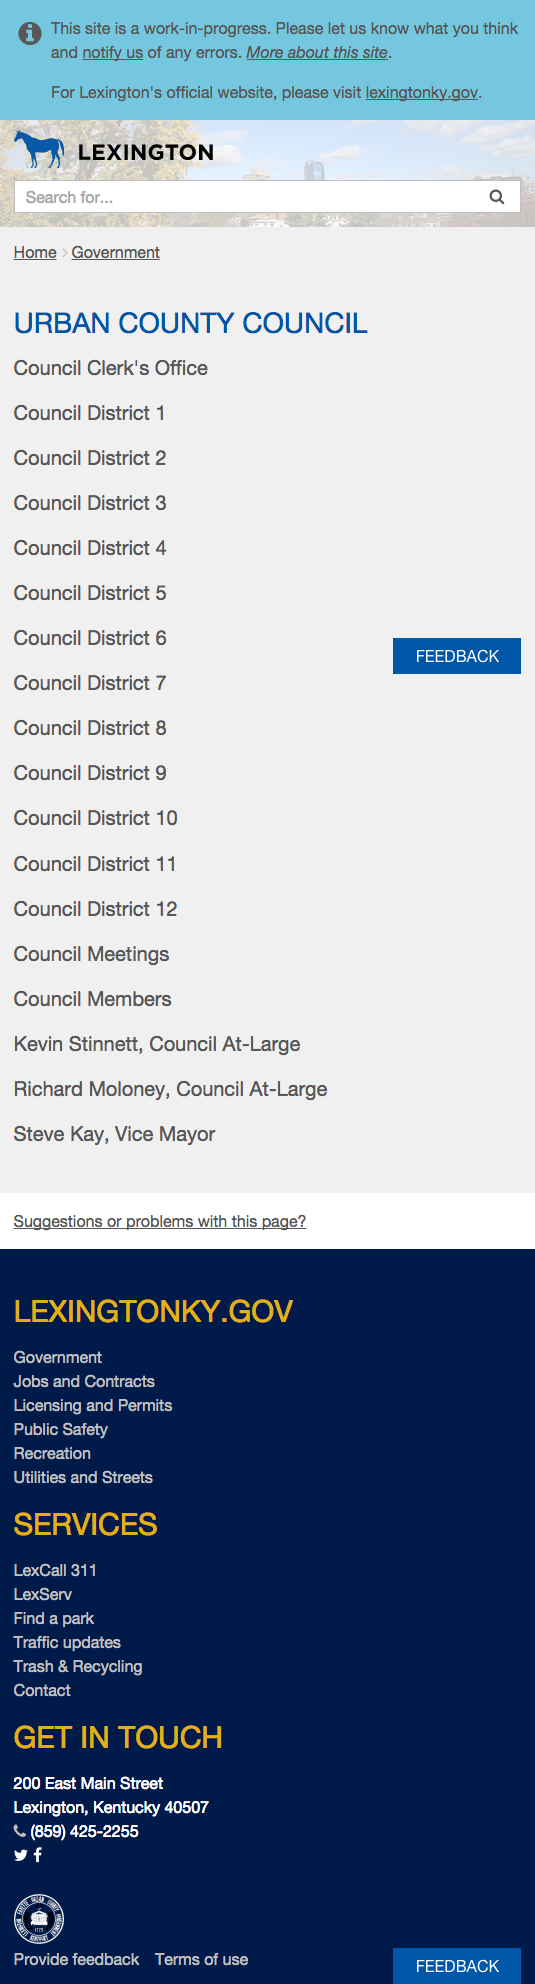 This site is a work-in-progress. Please let us know what you think
and notify us of any errors. More about this site.
For Lexington's official website, please visit lexingtonky.gov.
LEXINGTON
Search for...
Home > Government
URBAN COUNTY COUNCIL
Council Clerk's Office
Council District 1
Council District 2
Council District 3
Council District 4
Council District 5
Council District 6
FEEDBACK
Council District 7
Council District 8
Council District 9
Council District 10
Council District 11
Council District 12
Council Meetings
Council Members
Kevin Stinnett, Council At-Large
Richard Moloney, Council At-Large
Steve Kay, Vice Mayor
Suggestions or problems with this page?
LEXINGTONKY.GOV
Government
Jobs and Contracts
Licensing and Permits
Public Safety
Recreation
Utilities and Streets
SERVICES
LexCall 311
LexServ
Find a park
Traffic updates
Trash & Recycling
Contact
GET IN TOUCH
200 East Main Street
Lexington, Kentucky 40507
(859) 425-2255
Provide feedback Terms of use
FEEDBACK